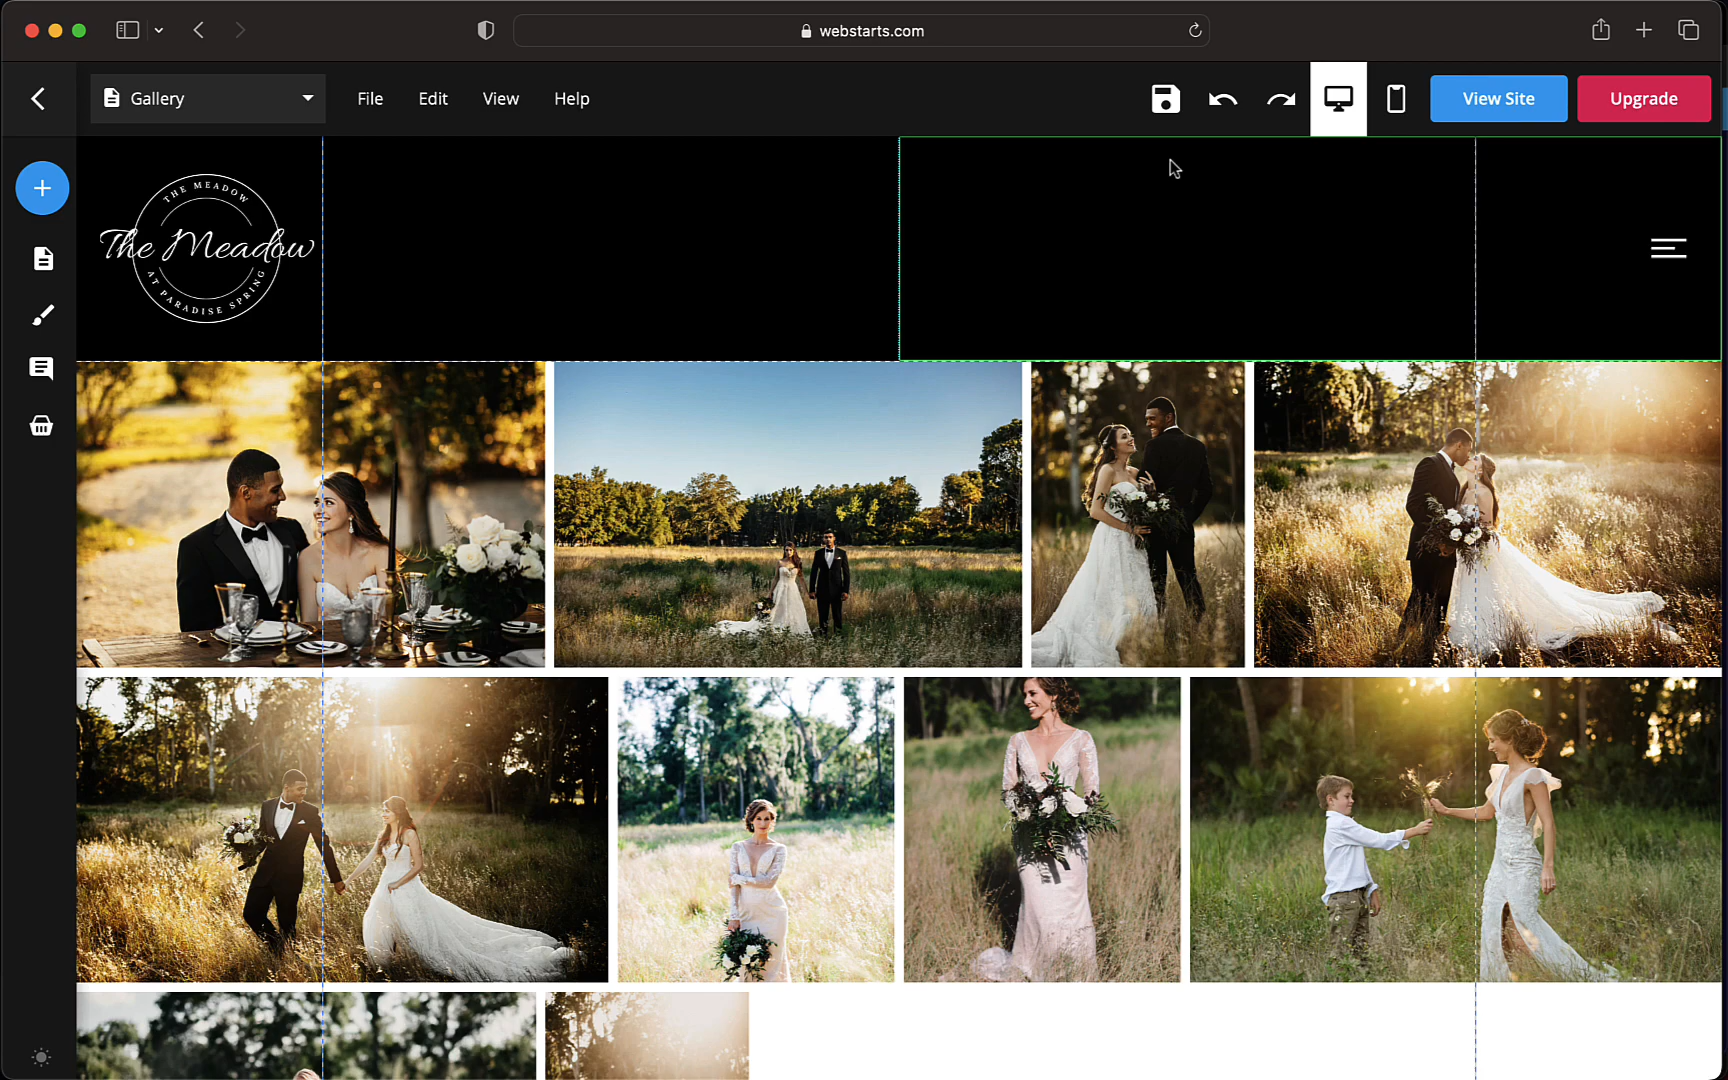 webstarts.com
Gallery
File
Edit
View
Help
View Site
Upgrade
THE MEADOW
The Meadow
AT PARADISE SPRING